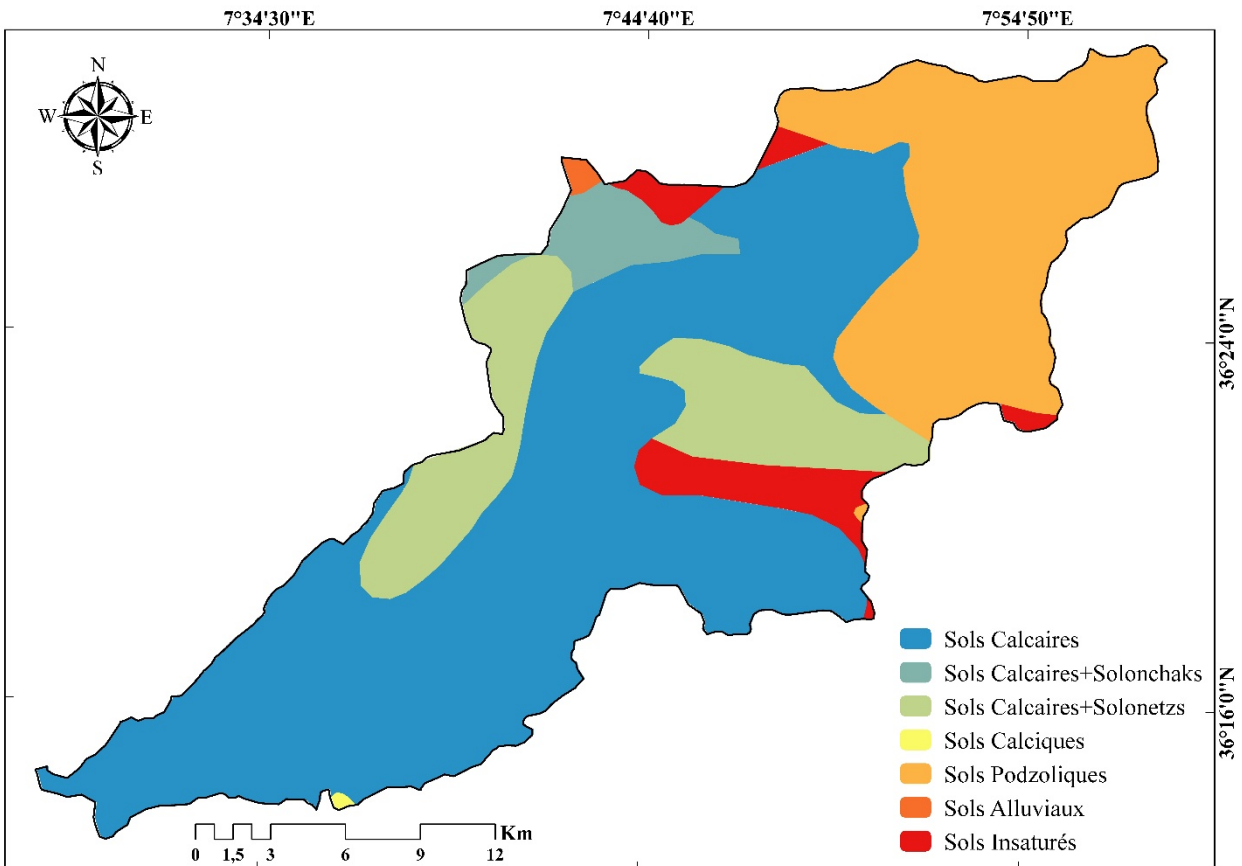 7°34'30"E 7°44'40"E 7°54'50"E
N
W E
S
36°24'0"N
Sols Calcaires
Sols Calcaires+Solonchaks
Sols Calcaires+Solonetzs
36°16'0"N
Sols Calciques
Sols Podzoliques
Sols Alluviaux
Sols Insaturés
Km
0 1,5 3 6 9 12